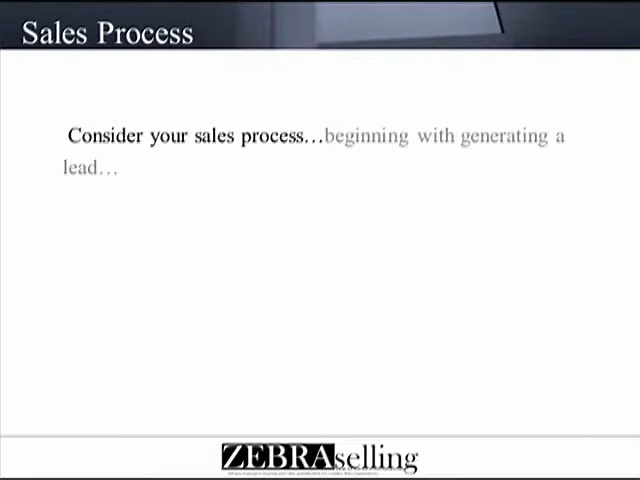 Sales Process
Consider your sales process…beginning with generating a
lead…
ZEBRAselling